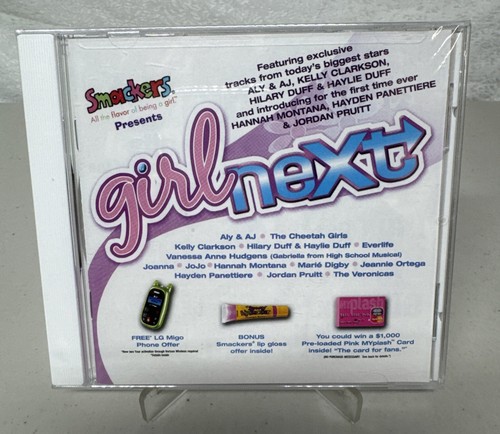 Smackers
All the flavor of being a girl
Presents
Featuring exclusive
tracks from today's biggest stars
ALY & AJ, KELLY CLARKSON,
HILARY DUFF & HAYLIE DUFF
and introducing for the first time ever
HANNAH MONTANA, HAYDEN PANETTIERE
& JORDAN PRUITT
girl next
Aly & AJ • The Cheetah Girls
Kelly Clarkson • Hilary Duff & Haylie Duff • Everlife
Vanessa Anne Hudgens (Gabriella from High School Musical)
Joanna • JoJo • Hannah Montana • Marié Digby • Jeannie Ortega
Hayden Panettiere • Jordan Pruitt • The Veronicas
FREE* LG Migo
Phone Offer
BONUS
Smackers® lip gloss
offer inside!
MYplash
You could win a $1,000
Pre-loaded Pink MYplash® Card
inside! "The card for fans."